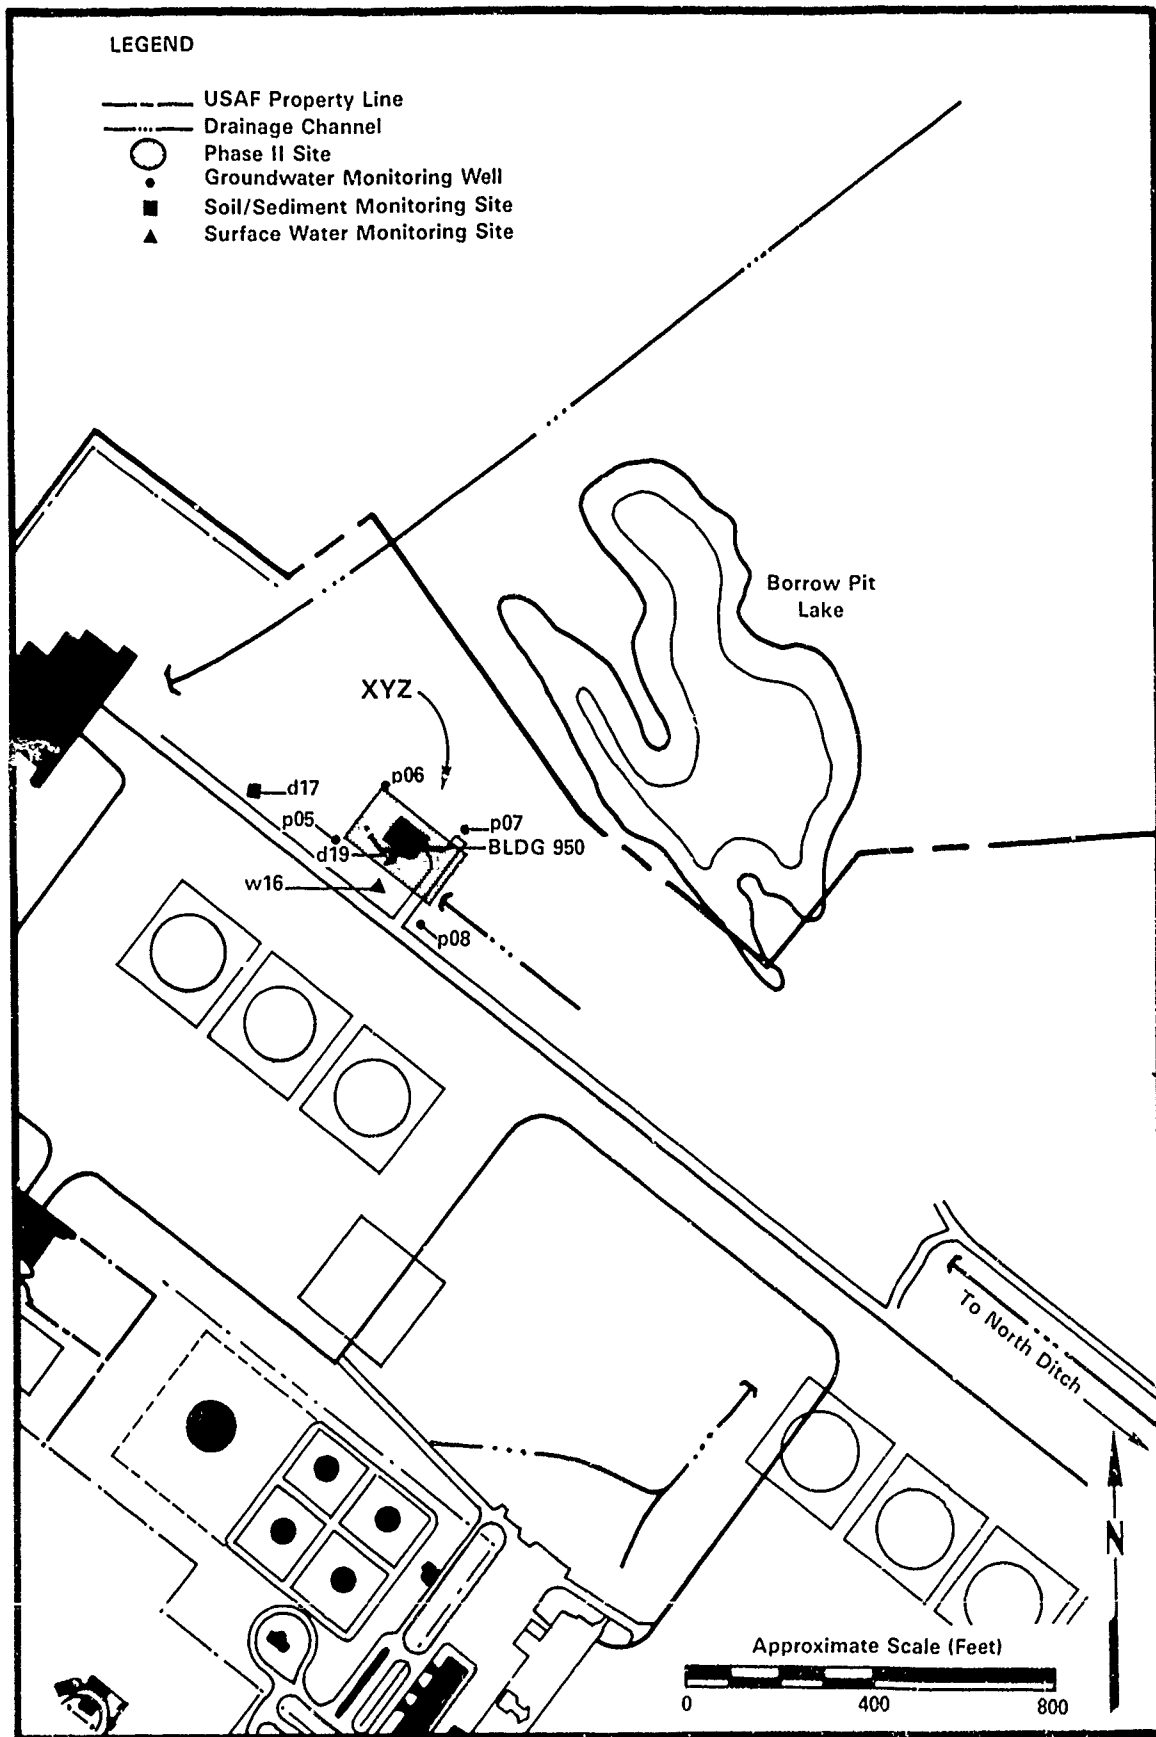 LEGEND
USAF Property Line
Drainage Channel
Phase II Site
Groundwater Monitoring Well
Soil/Sediment Monitoring Site
Surface Water Monitoring Site
Borrow Pit
Lake
XYZ
p06
d17
p05
p07
BLDG 950
d19
w16
p08
To North Ditch
N
Approximate Scale (Feet)
0 400 800